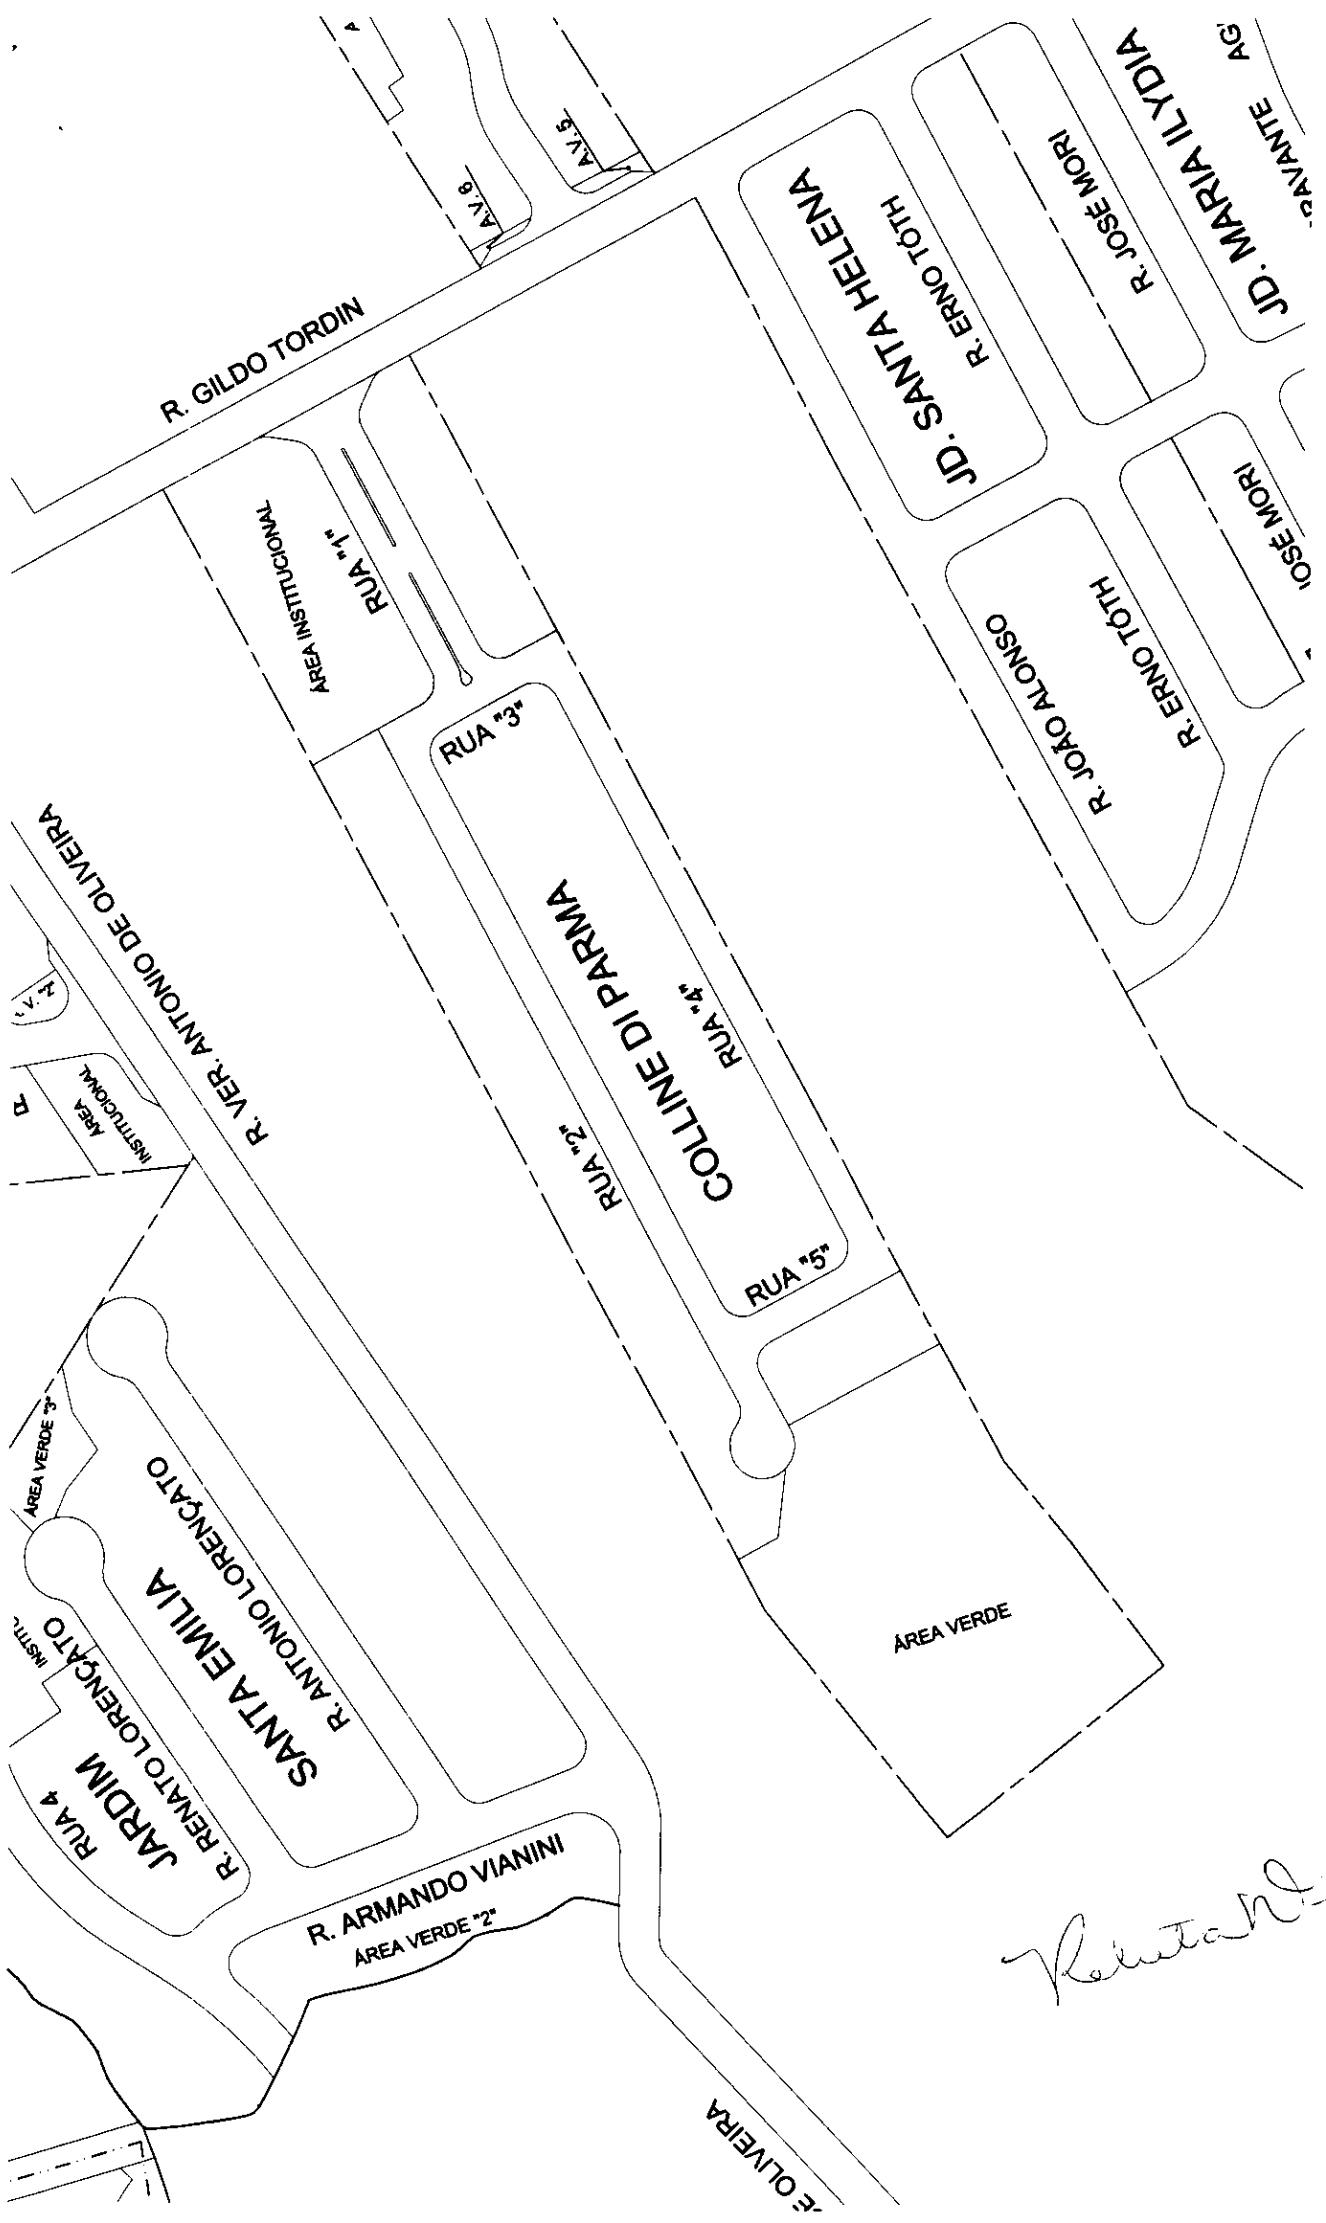 A
A.V.5.
A.V.6
AG
RAVANTE
JD. MARIA ILYDIA
R. JOSÉ MORI
R. ERNO TÓTH
JD. SANTA HELENA
R. GILDO TORDIN
ÁREA INSTITUCIONAL
RUA "1"
OSÉ MORI
R. ERNO TÓTH
R. JOÃO ALONSO
RUA "3"
R. VER. ANTONIO DE OLIVEIRA
COLLINE DI PARMA
RUA "4"
RUA "2"
RUA "5"
ÁREA
INSTITUCIONAL
R.
ÁREA VERDE "3"
R. ANTONIO LORENÇATO
SANTA EMILIA
JARDIM
R. RENATO LORENÇATO
RUA 4
ÁREA VERDE
R. ARMANDO VIANINI
ÁREA VERDE "2"
E OLIVEIRA